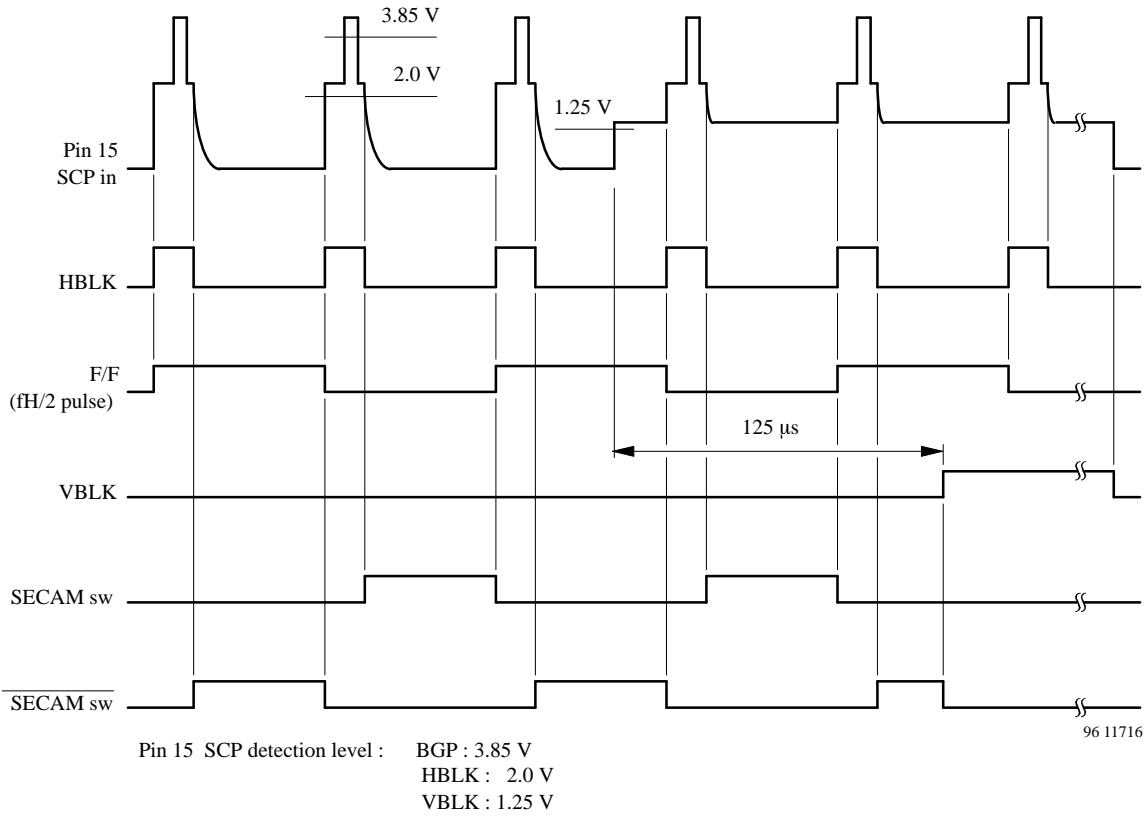 3.85 V
2.0 V
1.25 V
Pin 15
SCP in
HBLK
F/F
(fH/2 pulse)
125 µs
VBLK
SECAM sw
SECAM sw
96 11716
Pin 15 SCP detection level : BGP : 3.85 V
HBLK : 2.0 V
VBLK : 1.25 V